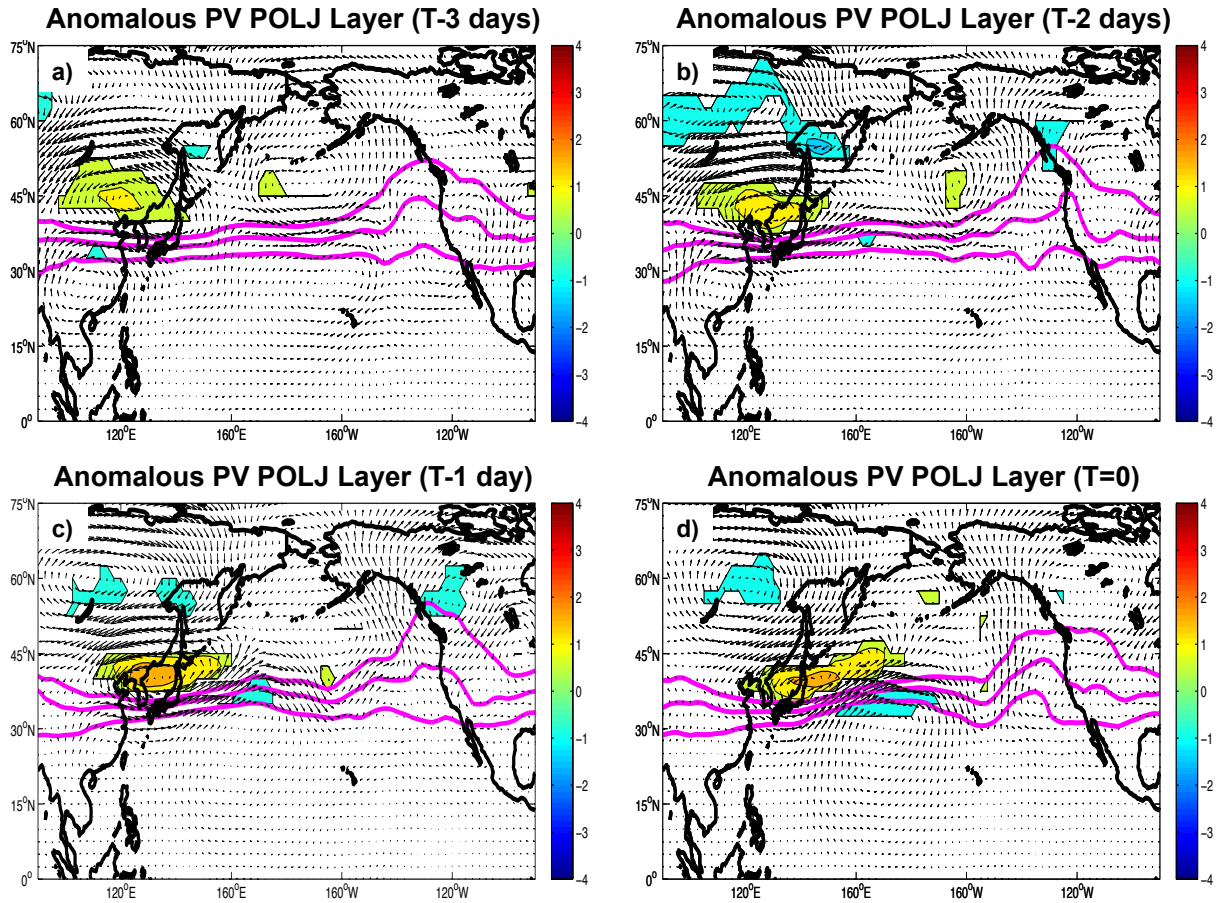 Anomalous PV POLJ Layer (T-3 days)
a)
75°N
60°N
45°N
30°N
15°N
0°
120°E 160°E 160°W 120°W
4
3
2
1
0
−1
−2
−3
−4
Anomalous PV POLJ Layer (T-2 days)
b)
75°N
60°N
45°N
30°N
15°N
0°
120°E 160°E 160°W 120°W
4
3
2
1
0
−1
−2
−3
−4
Anomalous PV POLJ Layer (T-1 day)
c)
75°N
60°N
45°N
30°N
15°N
0°
120°E 160°E 160°W 120°W
4
3
2
1
0
−1
−2
−3
−4
Anomalous PV POLJ Layer (T=0)
d)
75°N
60°N
45°N
30°N
15°N
0°
120°E 160°E 160°W 120°W
4
3
2
1
0
−1
−2
−3
−4